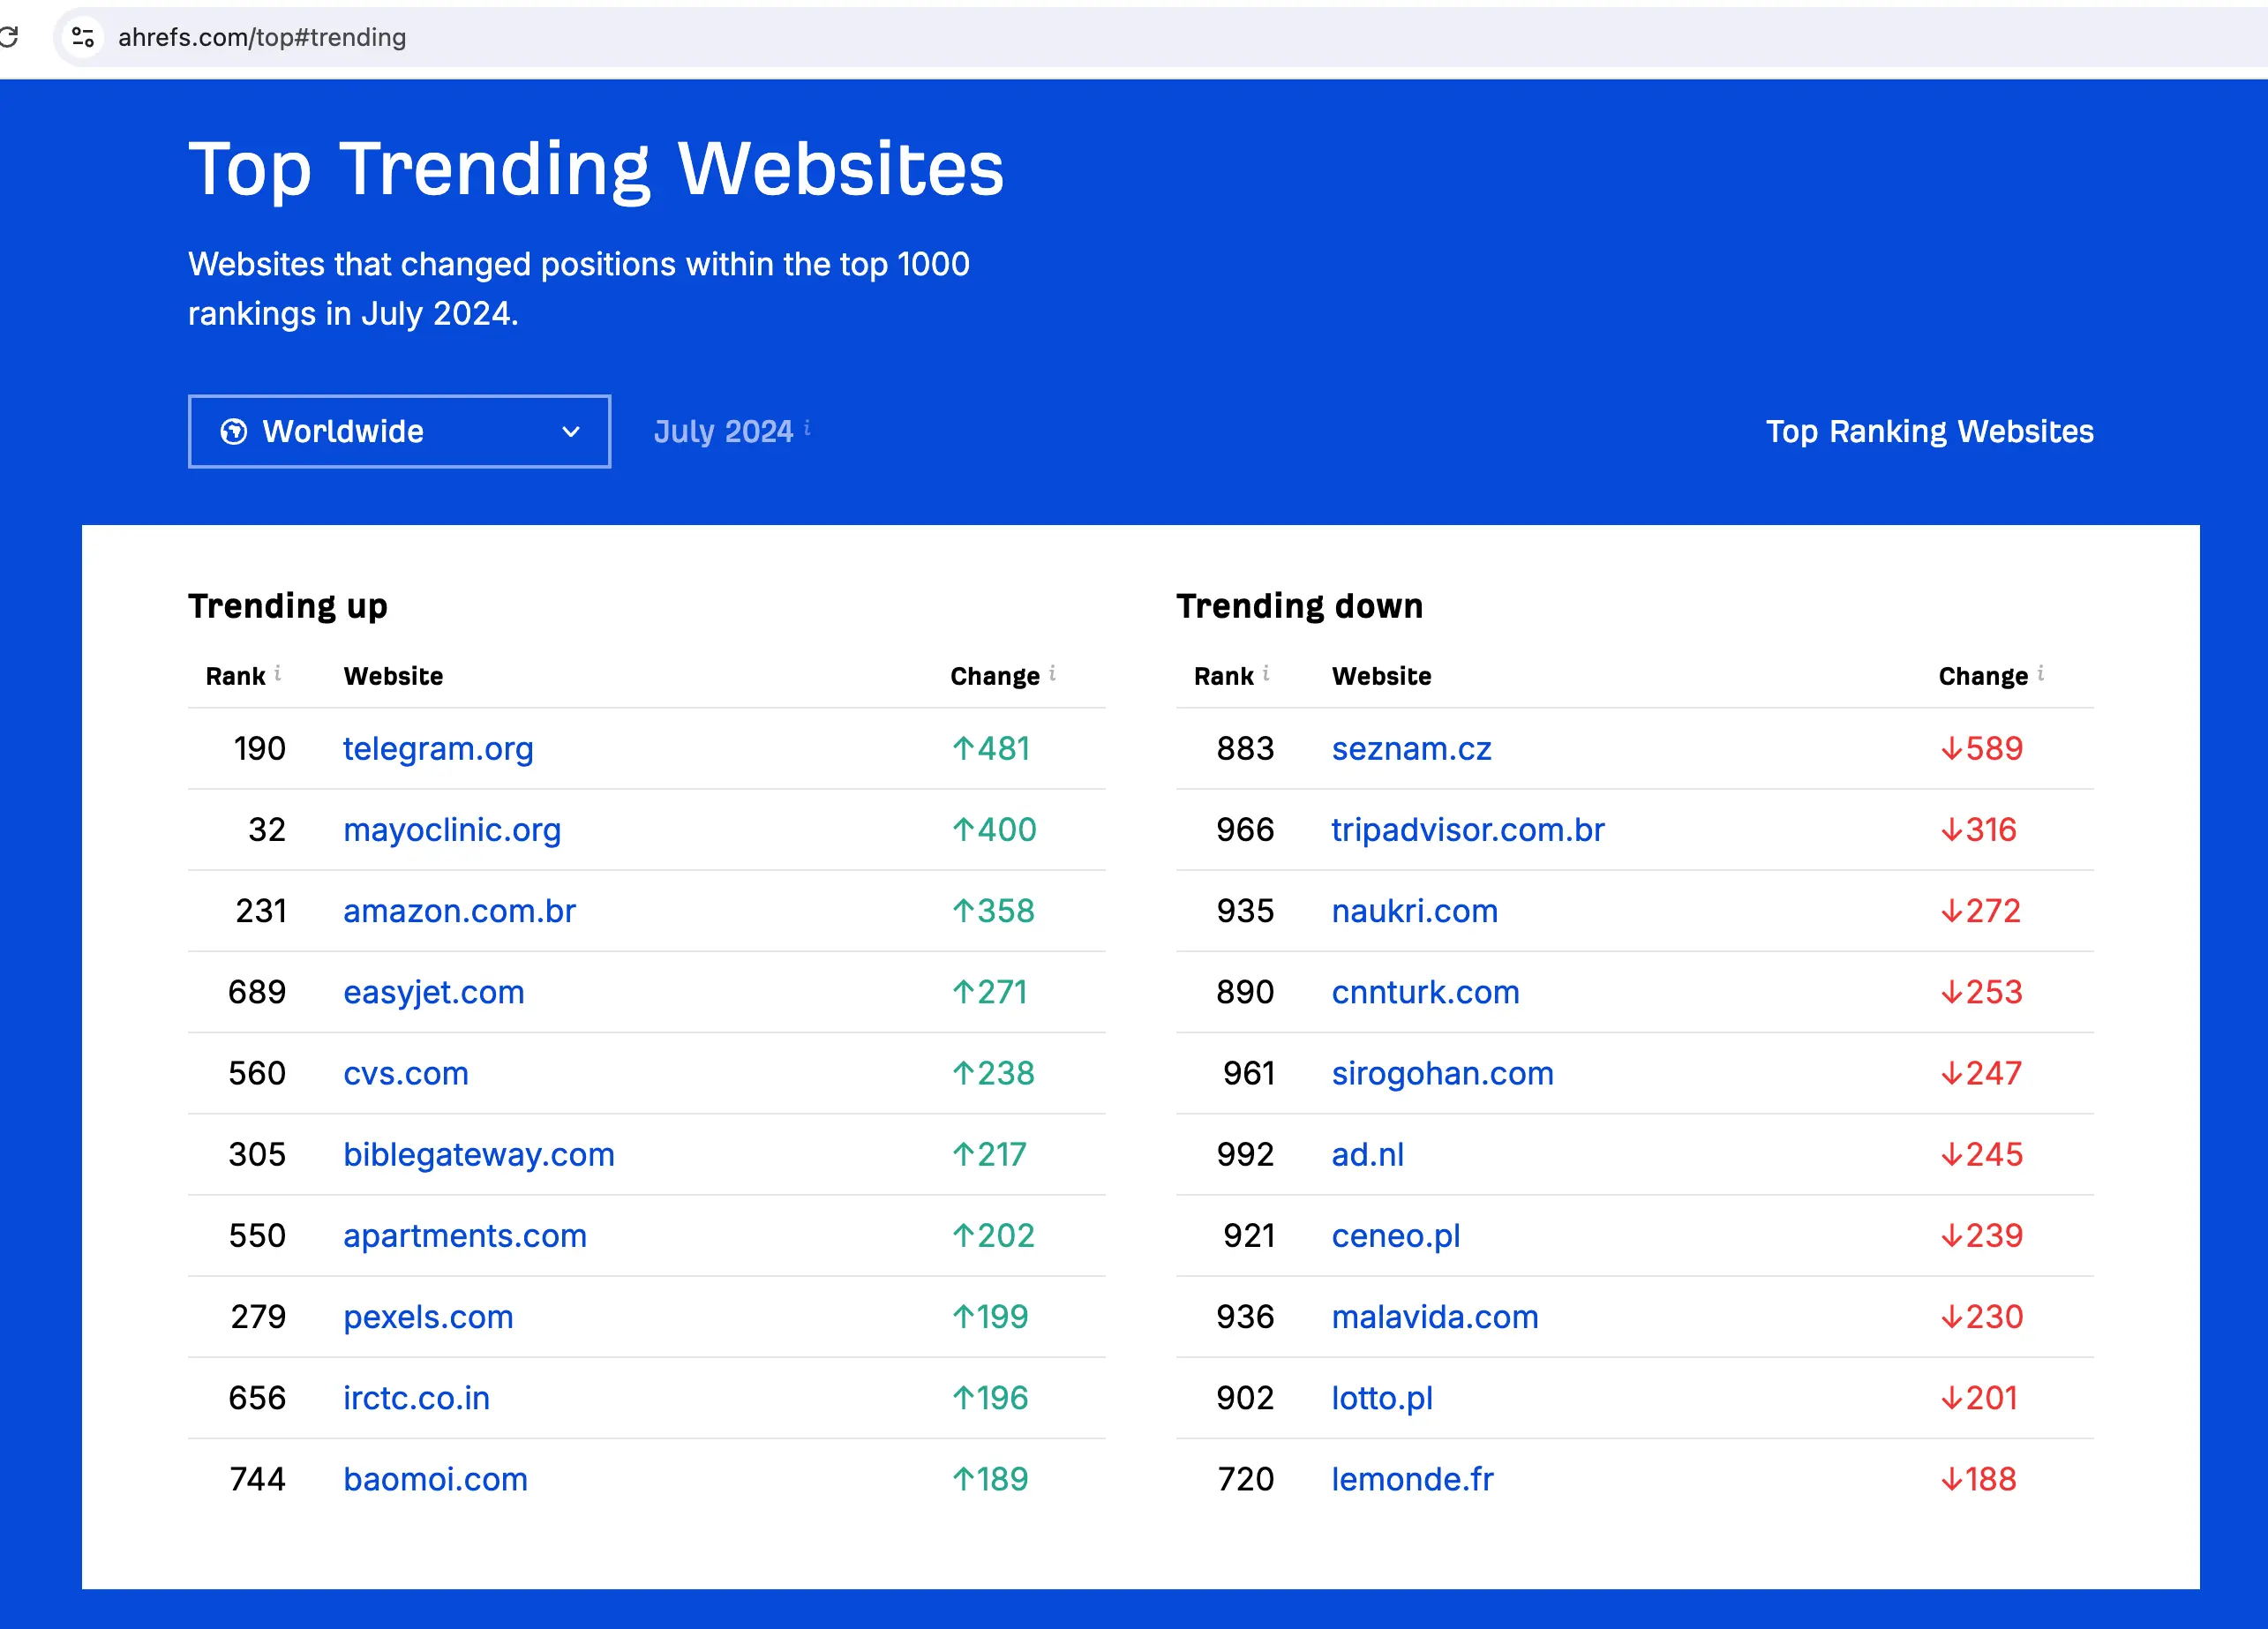 ahrefs.com/top#trending
Top Trending Websites
Websites that changed positions within the top 1000
rankings in July 2024.
Worldwide July 2024 i Top Ranking Websites
Trending up
Rank i Website Change i
190 telegram.org ↑481
32 mayoclinic.org ↑400
231 amazon.com.br ↑358
689 easyjet.com ↑271
560 cvs.com ↑238
305 biblegateway.com ↑217
550 apartments.com ↑202
279 pexels.com ↑199
656 irctc.co.in ↑196
744 baomoi.com ↑189
Trending down
Rank i Website Change i
883 seznam.cz ↓589
966 tripadvisor.com.br ↓316
935 naukri.com ↓272
890 cnnturk.com ↓253
961 sirogohan.com ↓247
992 ad.nl ↓245
921 ceneo.pl ↓239
936 malavida.com ↓230
902 lotto.pl ↓201
720 lemonde.fr ↓188